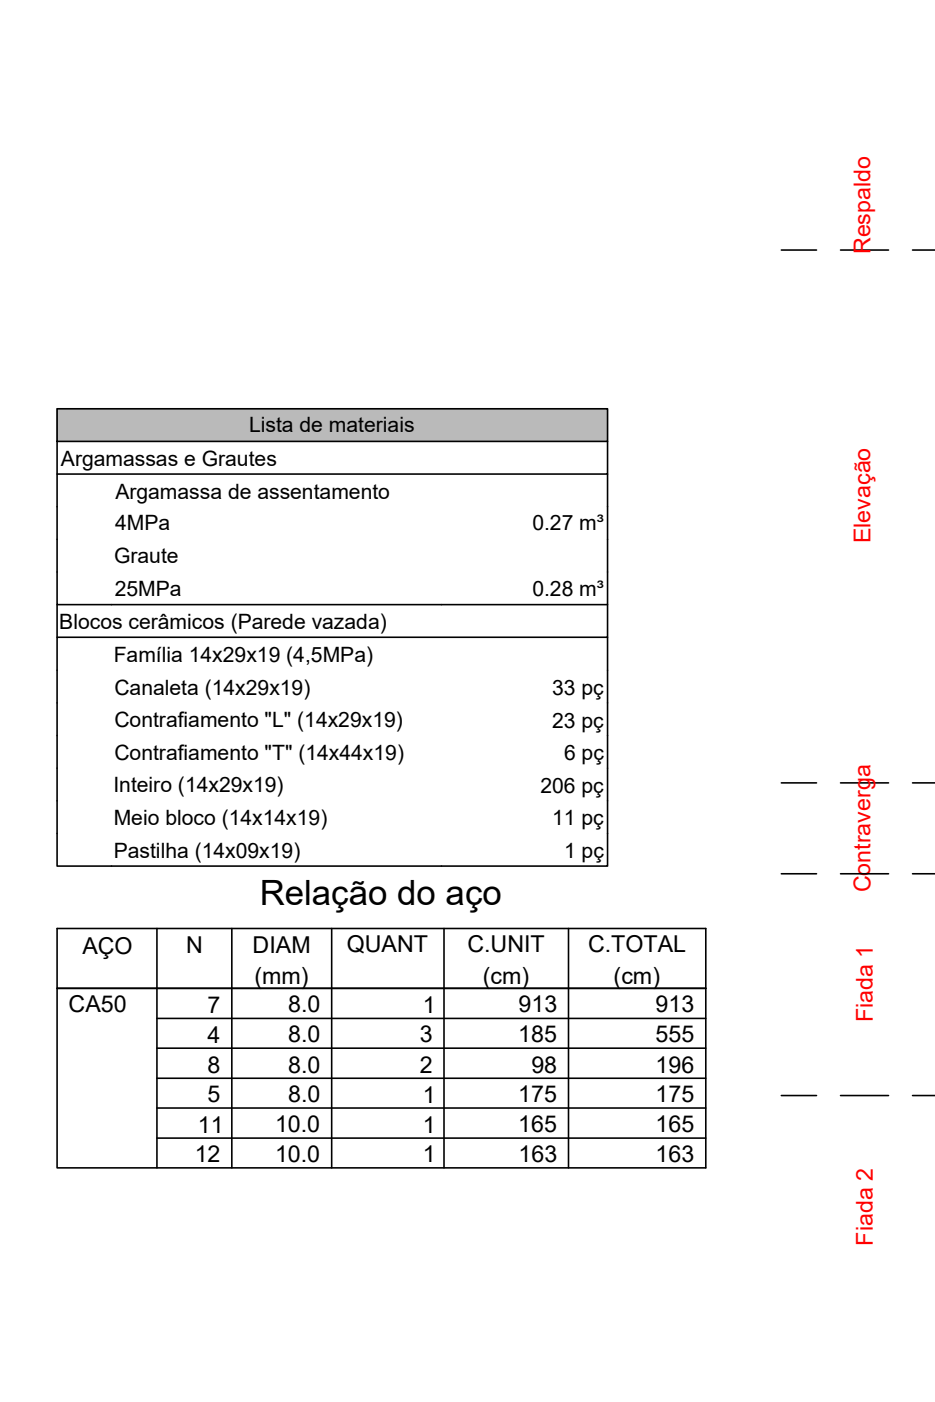 Lista de materiais
Argamassas e Grautes
Argamassa de assentamento
4MPa 0.27 m³
Graute
25MPa 0.28 m³
Blocos cerâmicos (Parede vazada)
Família 14x29x19 (4,5MPa)
Canaleta (14x29x19) 33 pç
Contrafiamento "L" (14x29x19) 23 pç
Contrafiamento "T" (14x44x19) 6 pç
Inteiro (14x29x19) 206 pç
Meio bloco (14x14x19) 11 pç
Pastilha (14x09x19) 1 pç
Relação do aço
AÇO N DIAM QUANT C.UNIT C.TOTAL
(mm) (cm) (cm)
CA50 7 8.0 1 913 913
4 8.0 3 185 555
8 8.0 2 98 196
5 8.0 1 175 175
11 10.0 1 165 165
12 10.0 1 163 163
Respaldo
Elevação
Contraverga
Fiada 1
Fiada 2